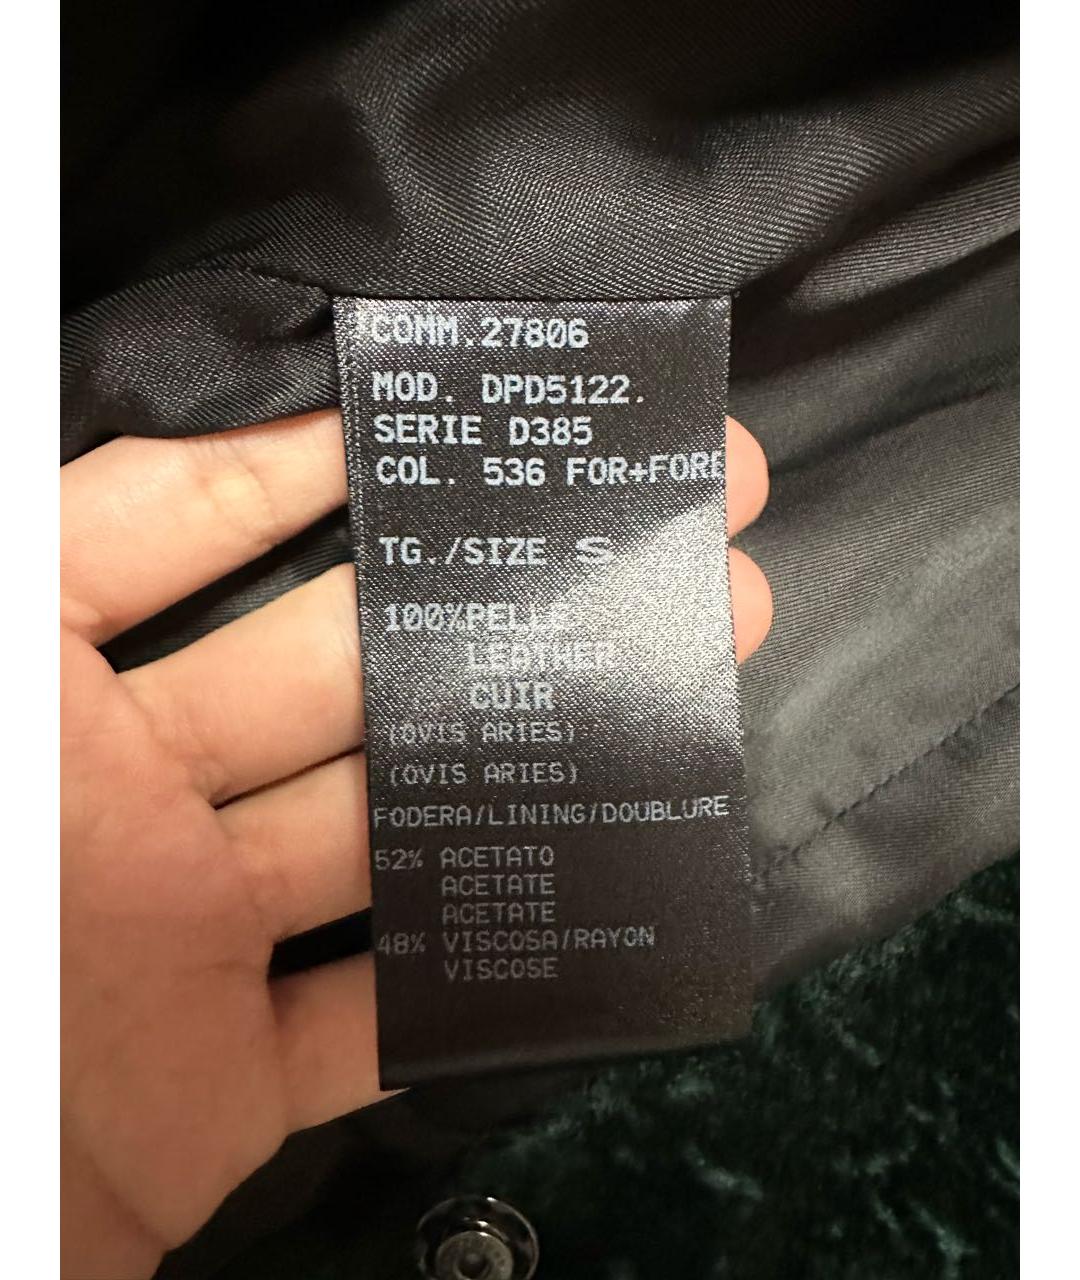 COMM.27806
MOD. DPD5122.
SERIE D385
COL. 536 FOR+FORE
TG./SIZE S
100%PELLE
LEATHER
CUIR
(OVIS ARIES)
(OVIS ARIES)
FODERA/LINING/DOUBLURE
52% ACETATO
ACETATE
ACETATE
48% VISCOSA/RAYON
VISCOSE